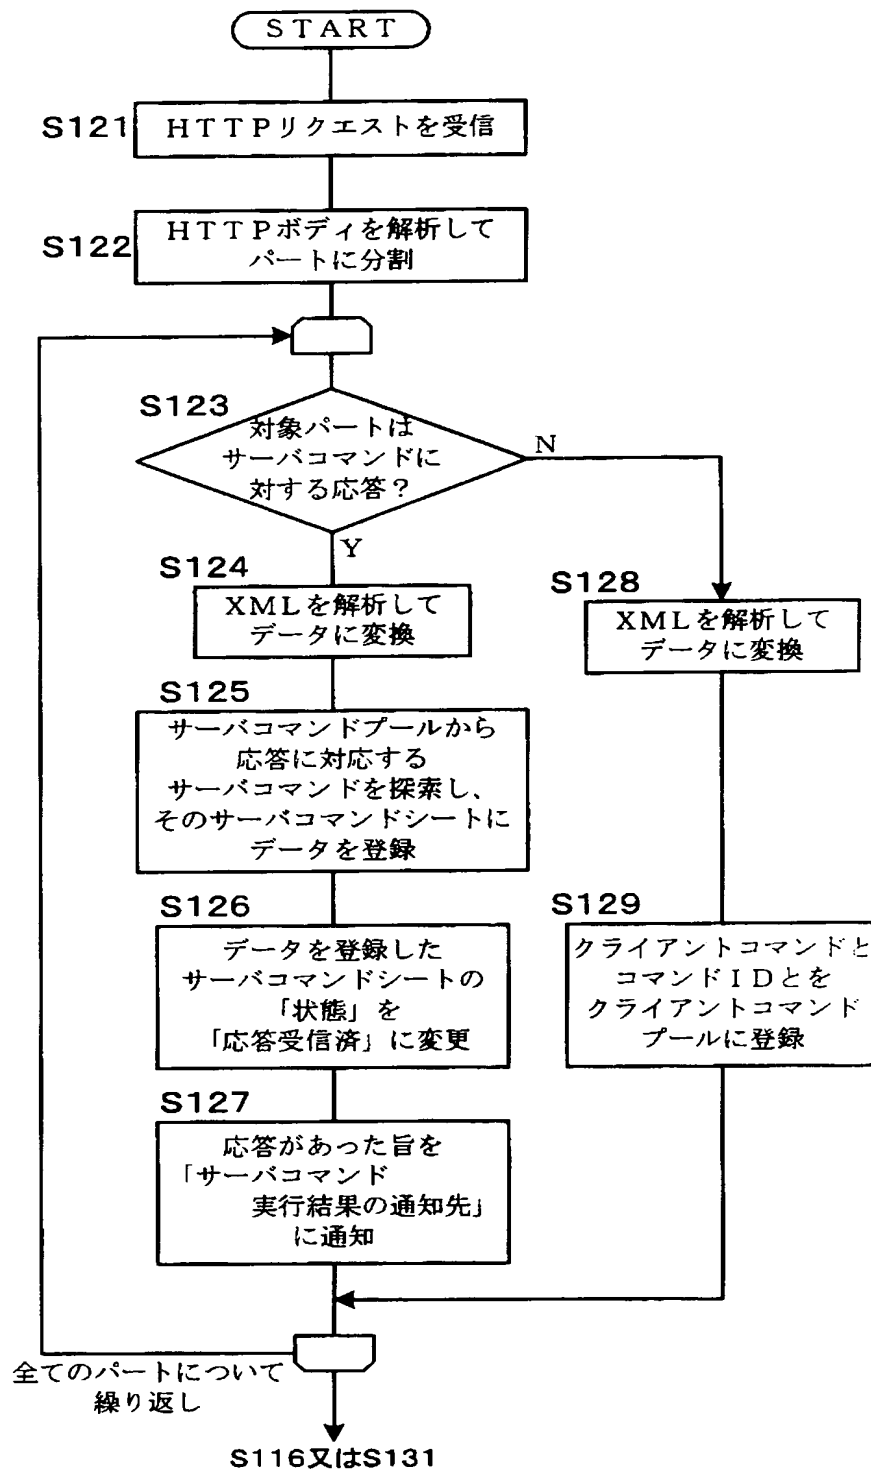 ＳＴＡＲＴ
S121
ＨＴＴＰリクエストを受信
S122
ＨＴＴＰボディを解析して
パートに分割
S123
対象パートは
サーバコマンドに
対する応答？
N
Y
S124
ＸＭＬを解析して
データに変換
S128
ＸＭＬを解析して
データに変換
S125
サーバコマンドプールから
応答に対応する
サーバコマンドを探索し、
そのサーバコマンドシートに
データを登録
S126
データを登録した
サーバコマンドシートの
「状態」を
「応答受信済」に変更
S129
クライアントコマンドと
コマンドＩＤとを
クライアントコマンド
プールに登録
S127
応答があった旨を
「サーバコマンド
実行結果の通知先」
に通知
全てのパートについて
繰り返し
S116又はS131